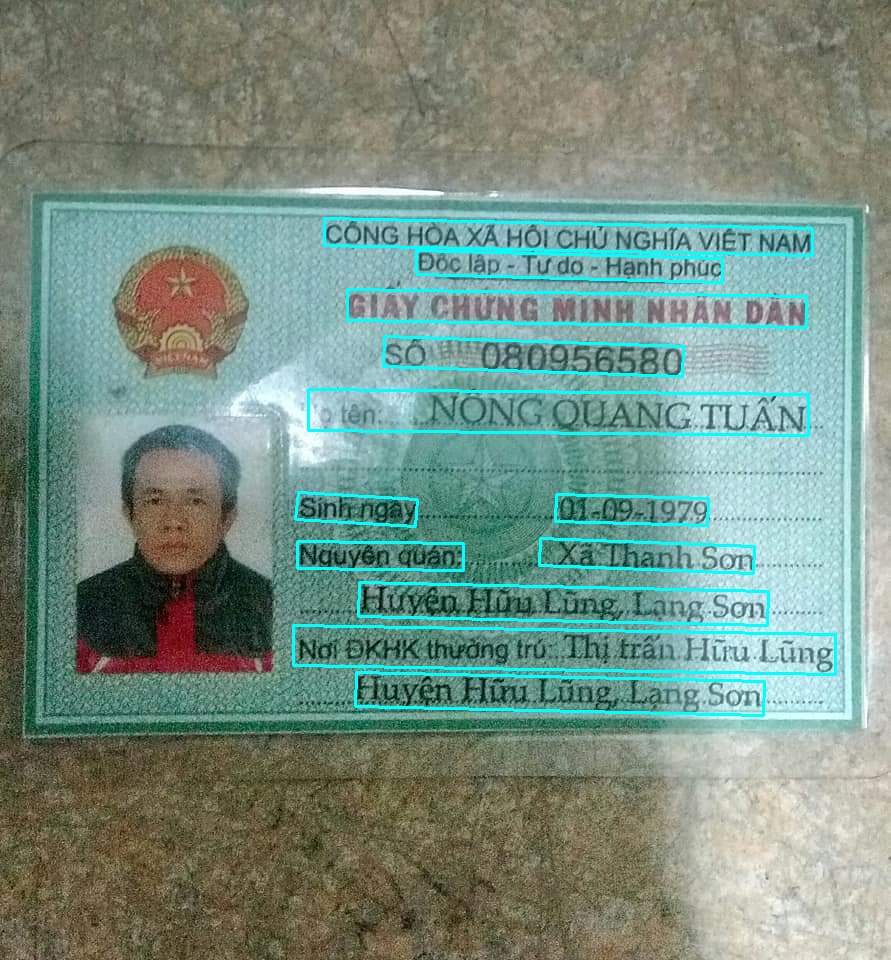 CỘNG HÒA XÃ HỘI CHỦ NGHĨA VIỆT NAM
Độc lập - Tự do - Hạnh phúc
GIẤY CHỨNG MINH NHÂN DÂN
SỐ 080956580
VIETNAM
Họ tên: NÔNG QUANG TUẤN
Sinh ngày 01-09-1979
Nguyên quán: Xã Thanh Sơn
Huyện Hữu Lũng, Lạng Sơn
Nơi ĐKHK thường trú: Thị trấn Hữu Lũng
Huyện Hữu Lũng, Lạng Sơn